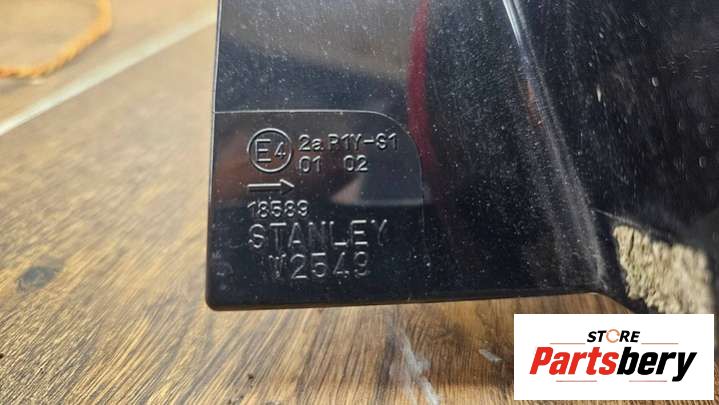 E4 2a R1Y-S1
01 02
18589
STANLEY
W2549
STORE
Partsbery